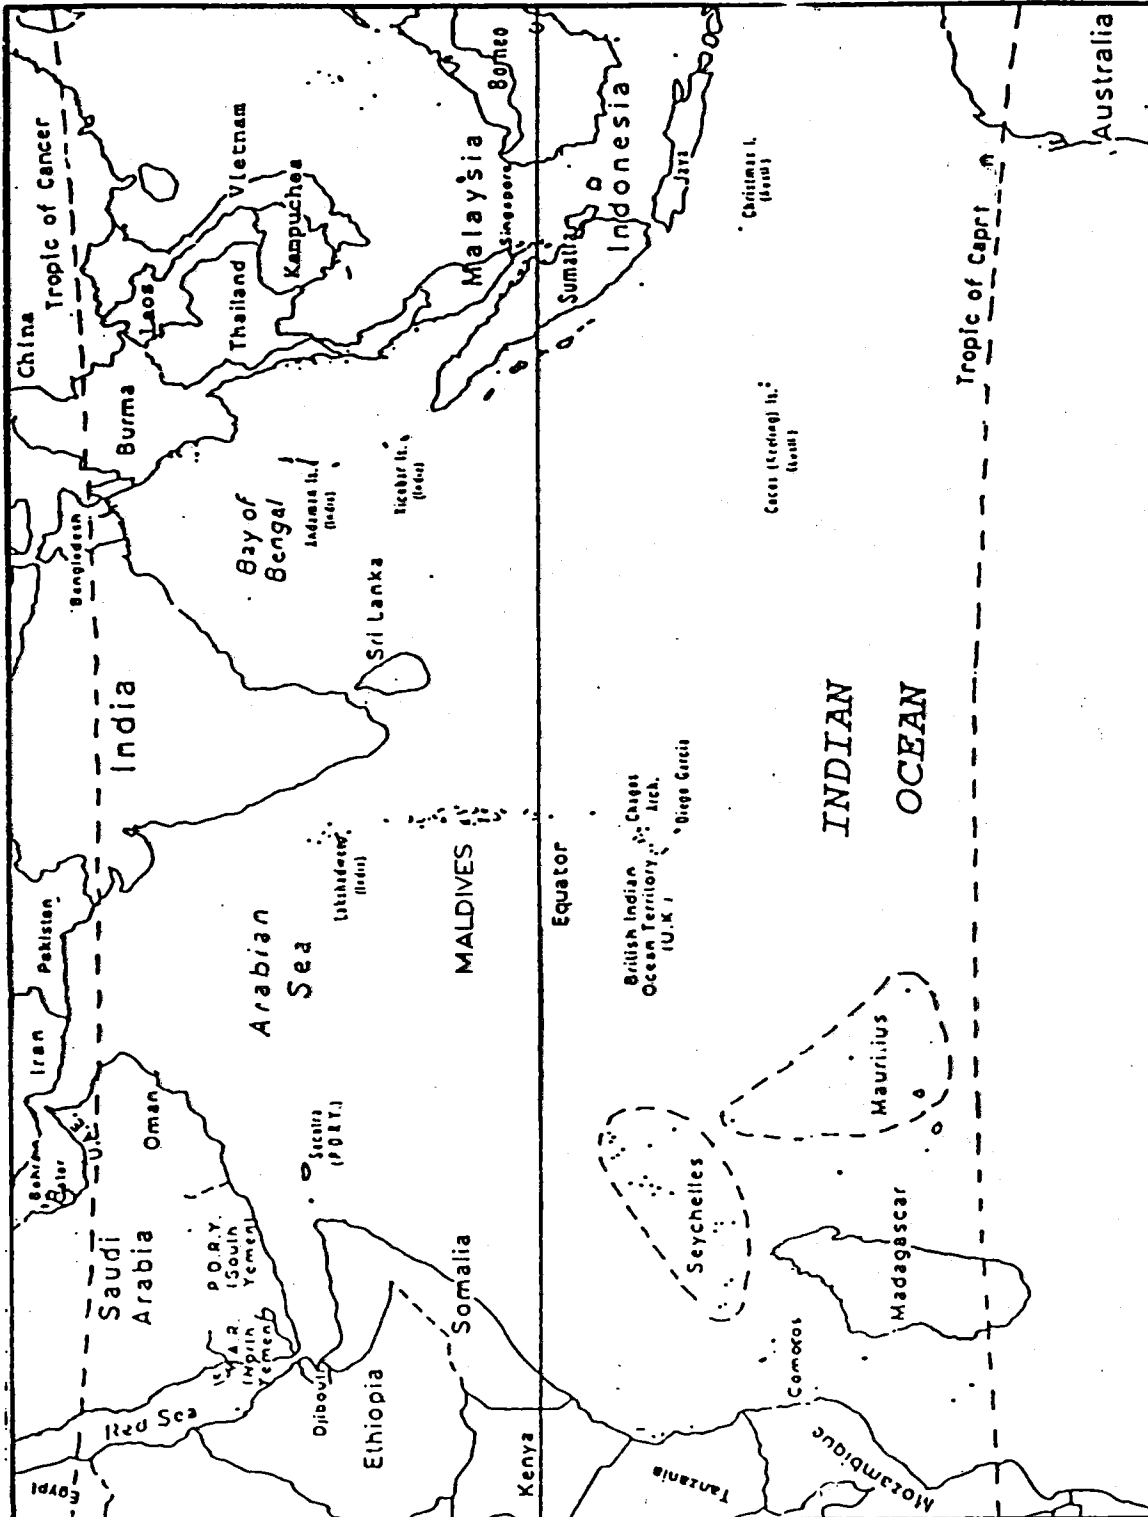 China
Tropic of Cancer
Egypt
Bahrain
Qatar
Iran
Pakistan
U.A.E.
Bangladesh
India
Burma
Laos
Vietnam
Thailand
Kampuchea
Saudi
Arabia
Oman
Red Sea
Y.A.R.
(North
Yemen)
P.D.R.Y.
(South
Yemen)
Arabian
Sea
Bay of
Bengal
(India)
Djibouti
Socotra
(P.D.R.Y.)
Lakshadweep
(India)
Sri Lanka
Nicobar Is.
(India)
Ethiopia
Somalia
MALDIVES
Malaysia
Singapore
Borneo
Kenya
Equator
Sumatra
Indonesia
Java
Tanzania
Seychelles
British Indian
Ocean Territory
(U.K.)
Chagos
Arch.
Diego Garcia
Christmas I.
(Aust)
Cocos (Keeling) Is.
(Aust)
Comoros
Mozambique
Madagascar
Mauritius
INDIAN
OCEAN
Tropic of Capri
Australia